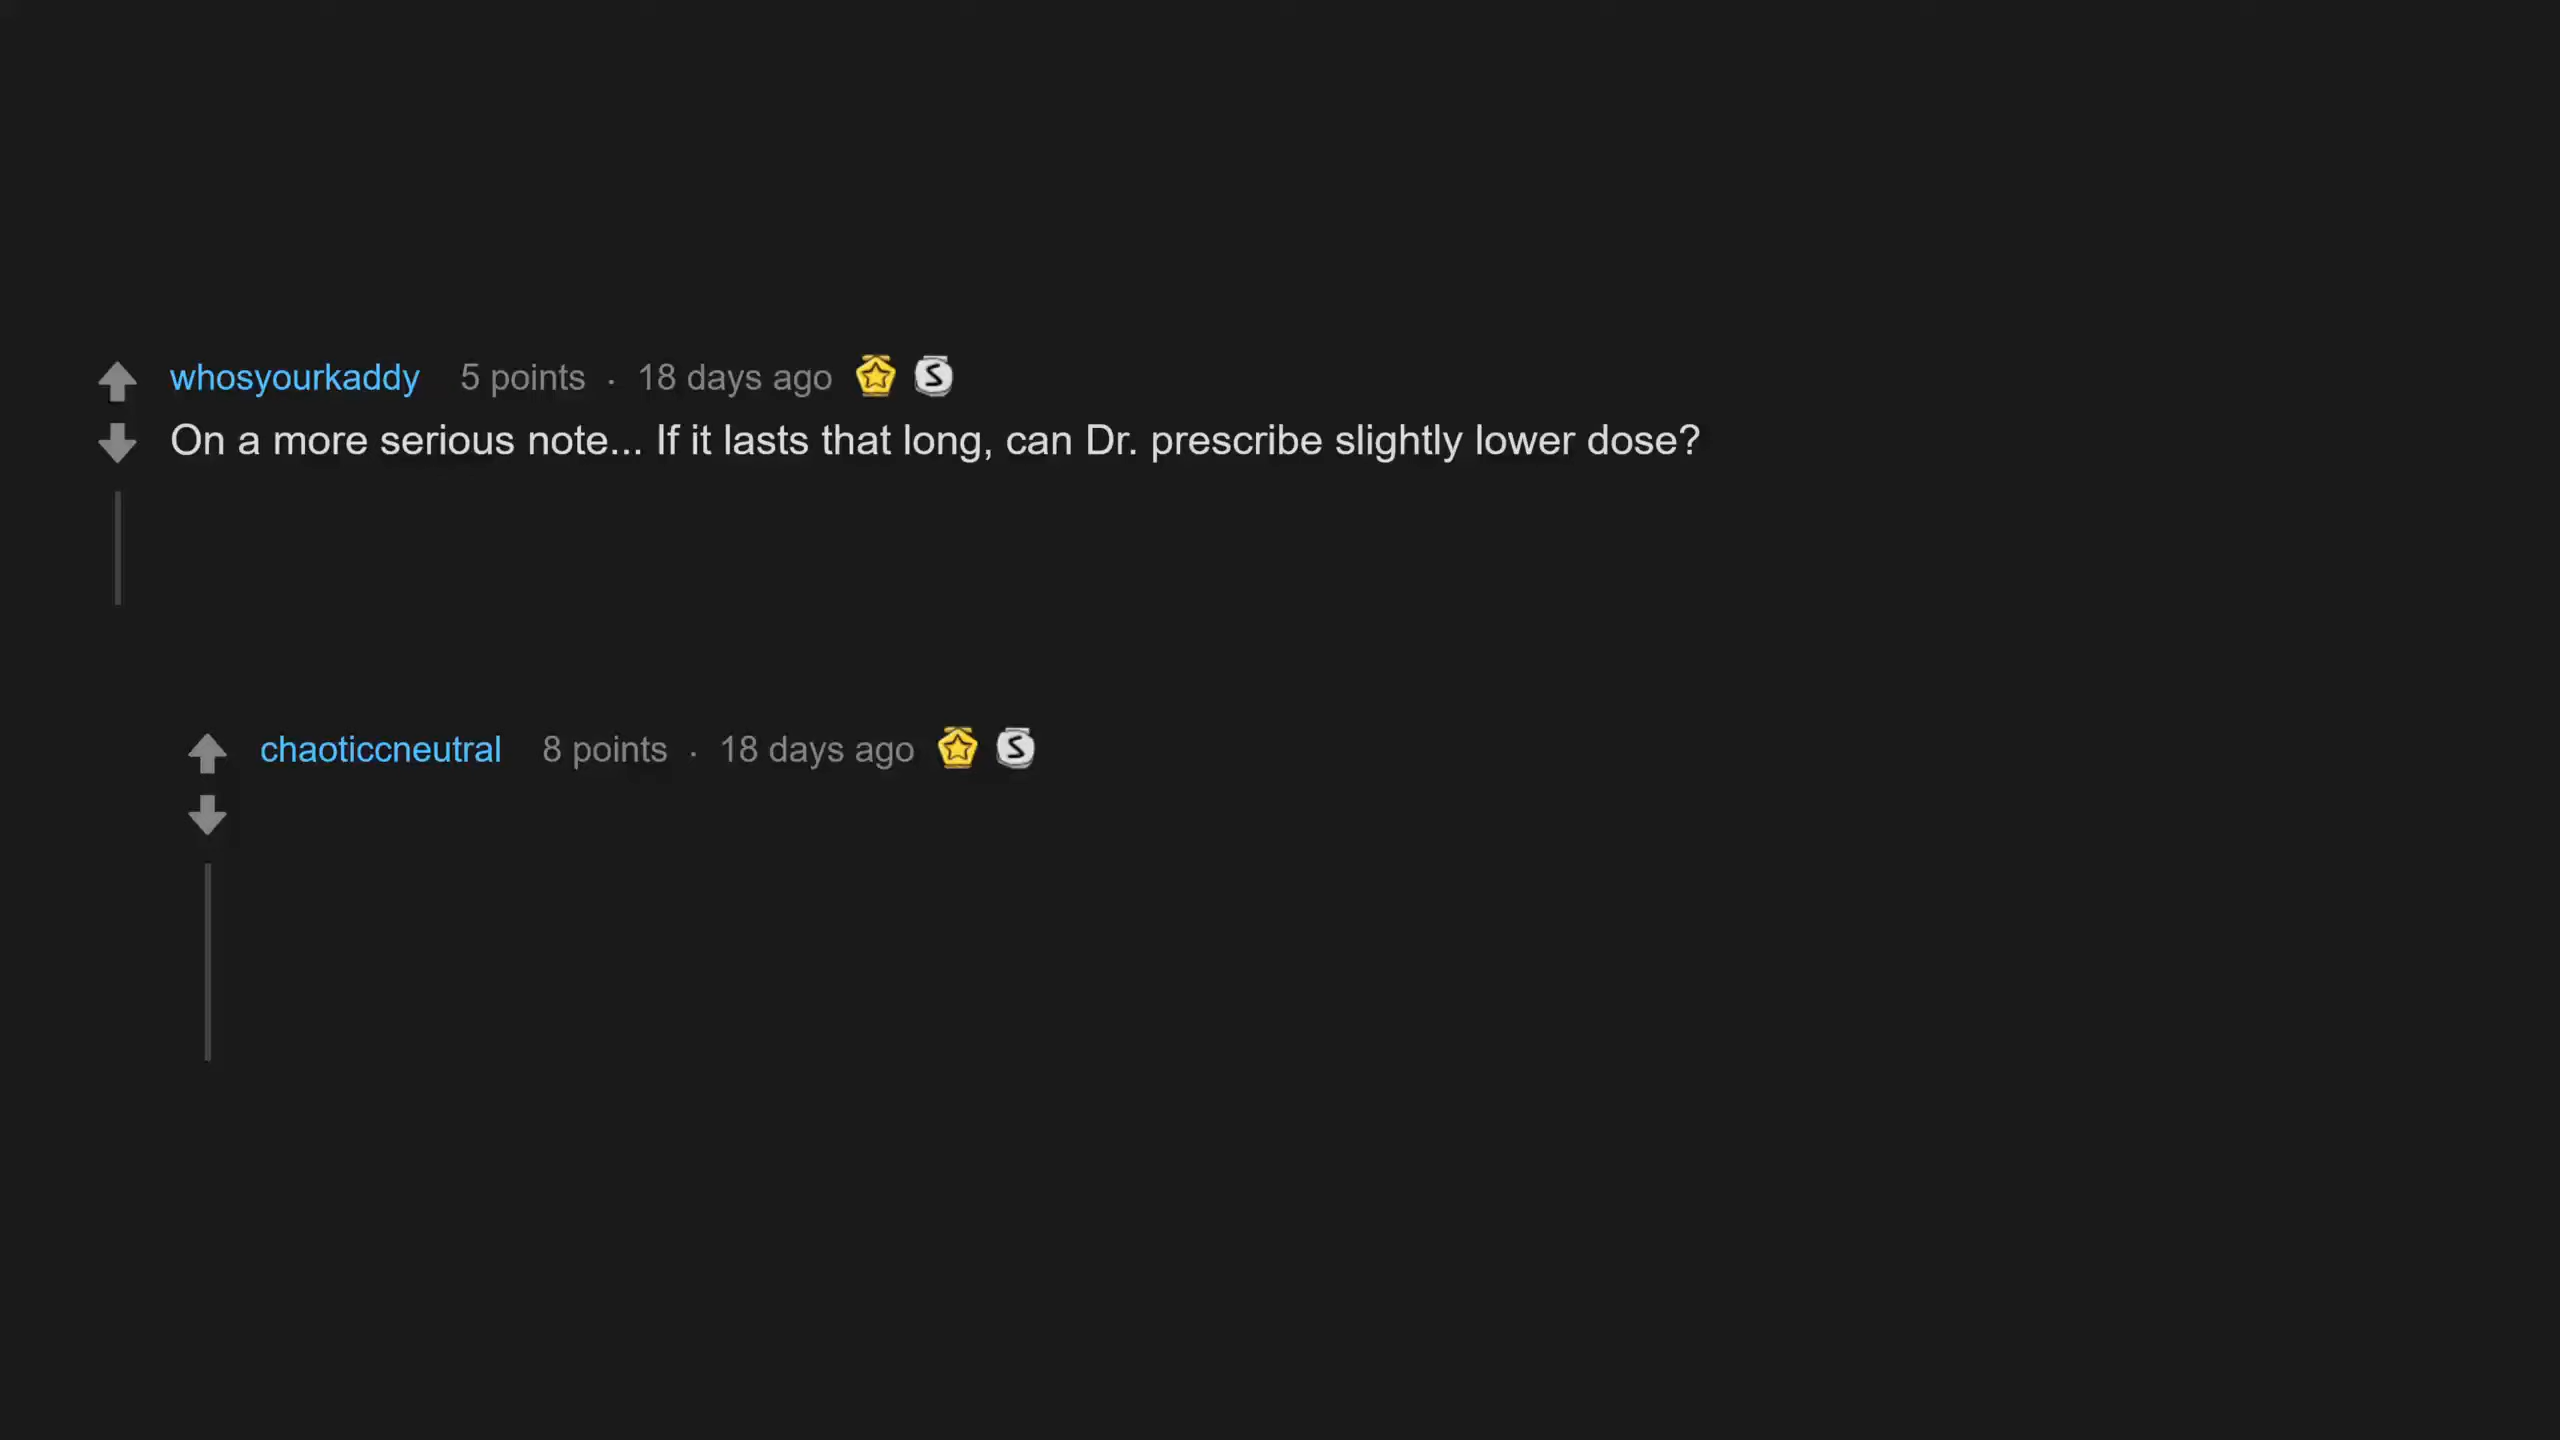 whosyourkaddy 5 points · 18 days ago
On a more serious note... If it lasts that long, can Dr. prescribe slightly lower dose?
chaoticcneutral 8 points · 18 days ago